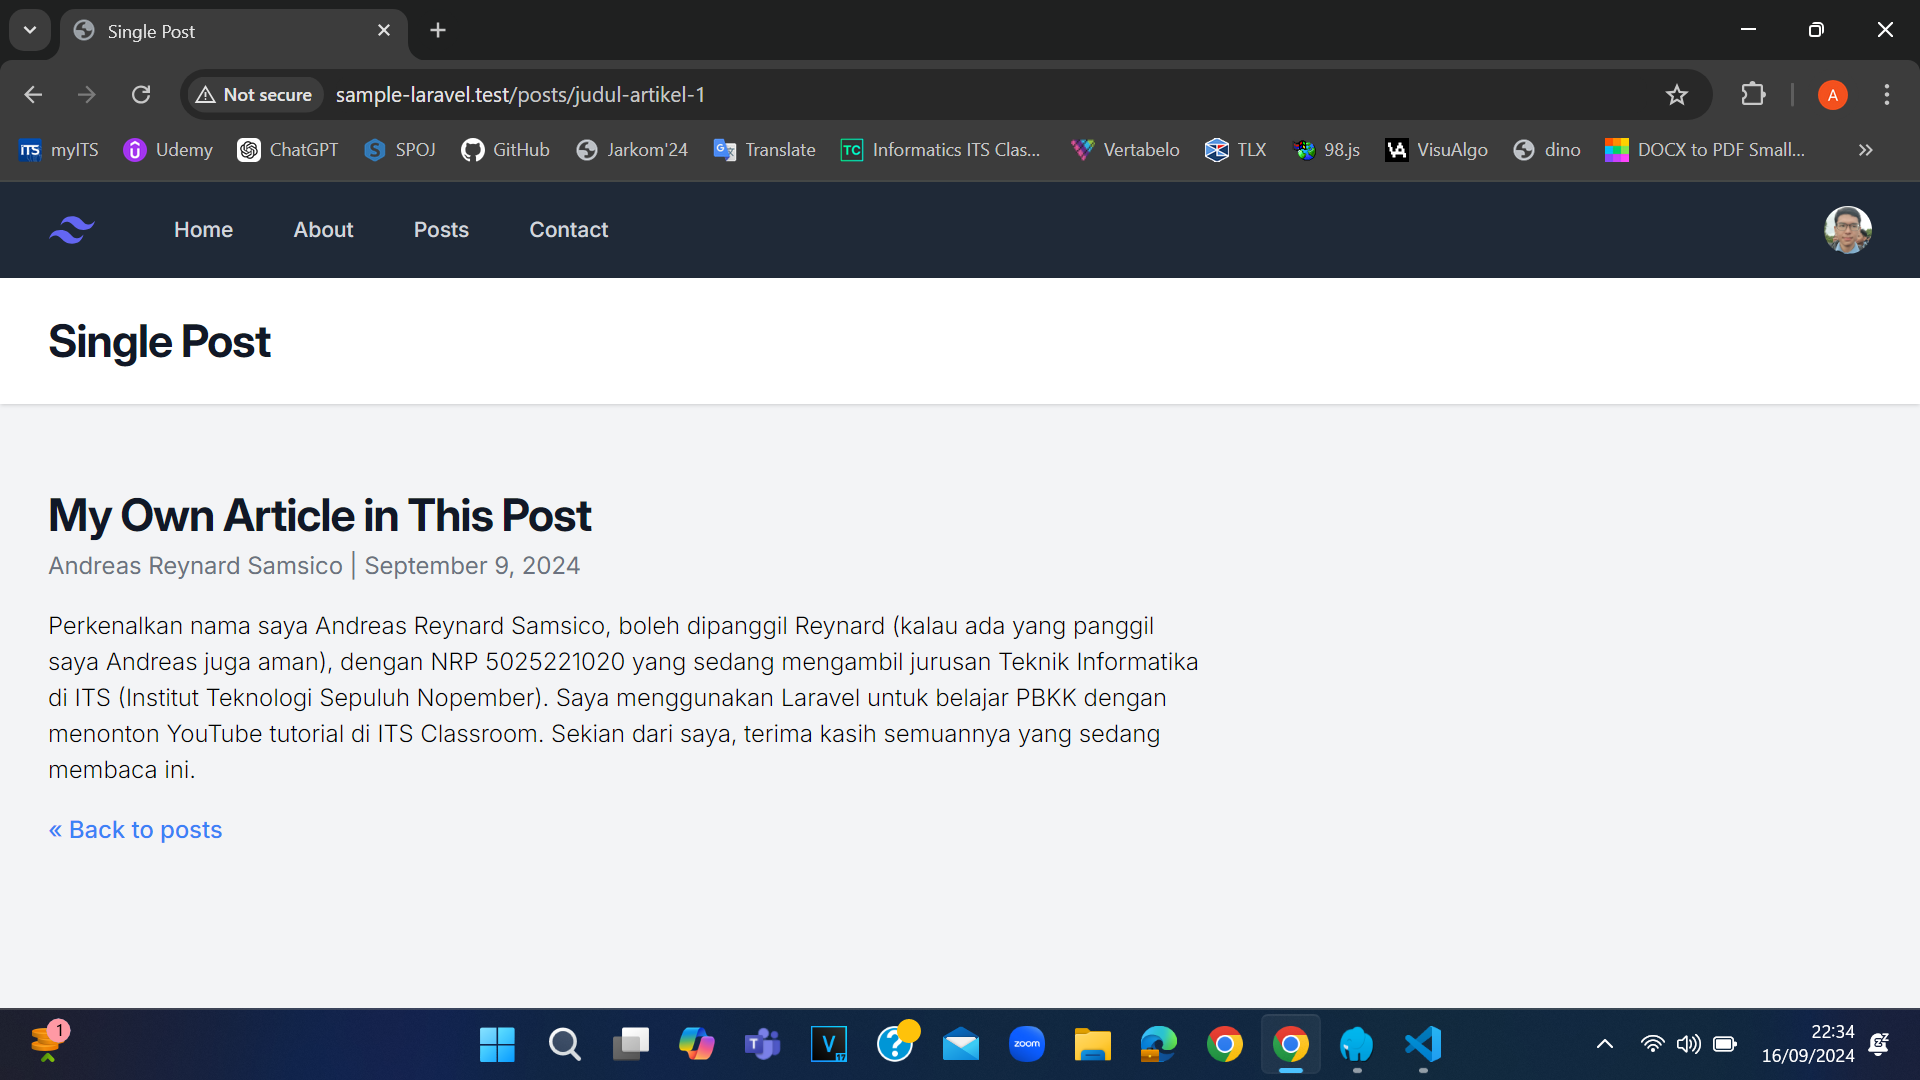 Single Post
Not secure
sample-laravel.test/posts/judul-artikel-1
A
ITS myITS
Udemy
ChatGPT
SPOJ
GitHub
Jarkom'24
Translate
TC Informatics ITS Clas...
Vertabelo
TLX
98.js
VisuAlgo
dino
DOCX to PDF Small...
Home
About
Posts
Contact
Single Post
My Own Article in This Post
Andreas Reynard Samsico | September 9, 2024
Perkenalkan nama saya Andreas Reynard Samsico, boleh dipanggil Reynard (kalau ada yang panggil
saya Andreas juga aman), dengan NRP 5025221020 yang sedang mengambil jurusan Teknik Informatika
di ITS (Institut Teknologi Sepuluh Nopember). Saya menggunakan Laravel untuk belajar PBKK dengan
menonton YouTube tutorial di ITS Classroom. Sekian dari saya, terima kasih semuannya yang sedang
membaca ini.
« Back to posts
1
zoom
22:34
16/09/2024